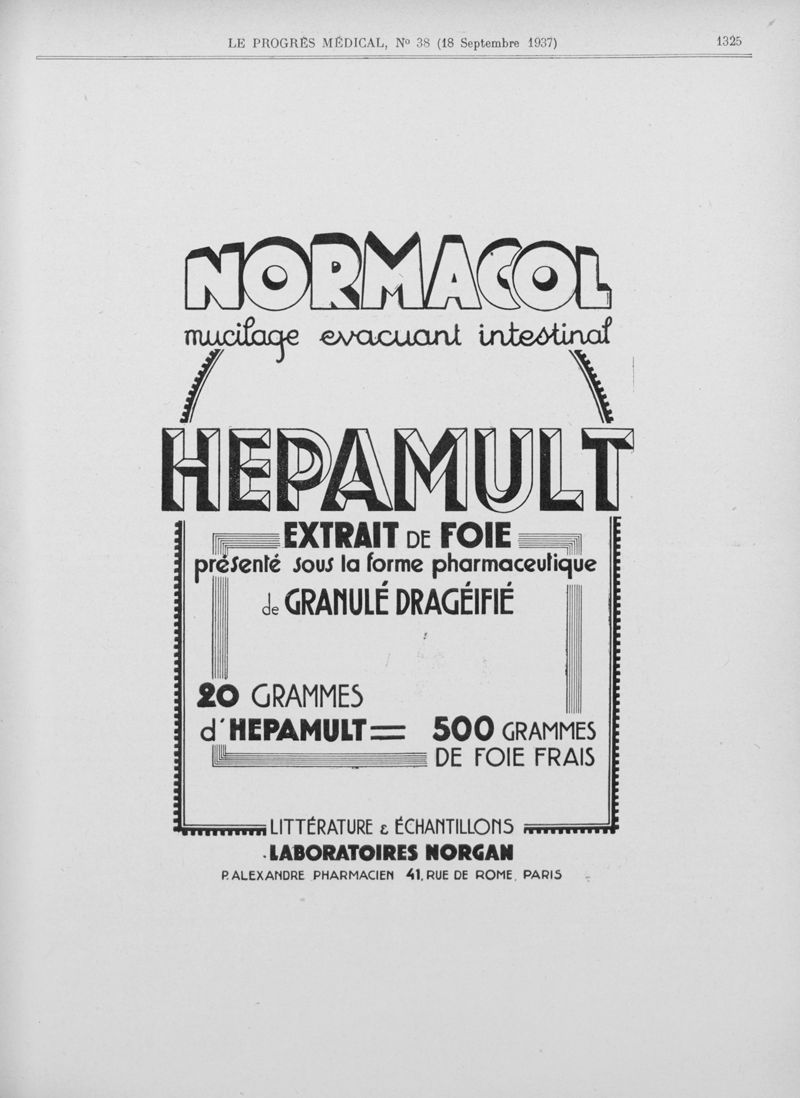 LE PROGRÈS MÉDICAL, Nº 38 (18 Septembre 1937) 1325
NORMACOL
mucilage evacuant intestinal
HEPAMULT
EXTRAIT DE FOIE
présenté sous la forme pharmaceutique
de GRANULÉ DRAGÉIFIÉ
20 GRAMMES
d'HEPAMULT = 500 GRAMMES
DE FOIE FRAIS
LITTÉRATURE & ÉCHANTILLONS
LABORATOIRES NORGAN
P. ALEXANDRE PHARMACIEN 41, RUE DE ROME, PARIS